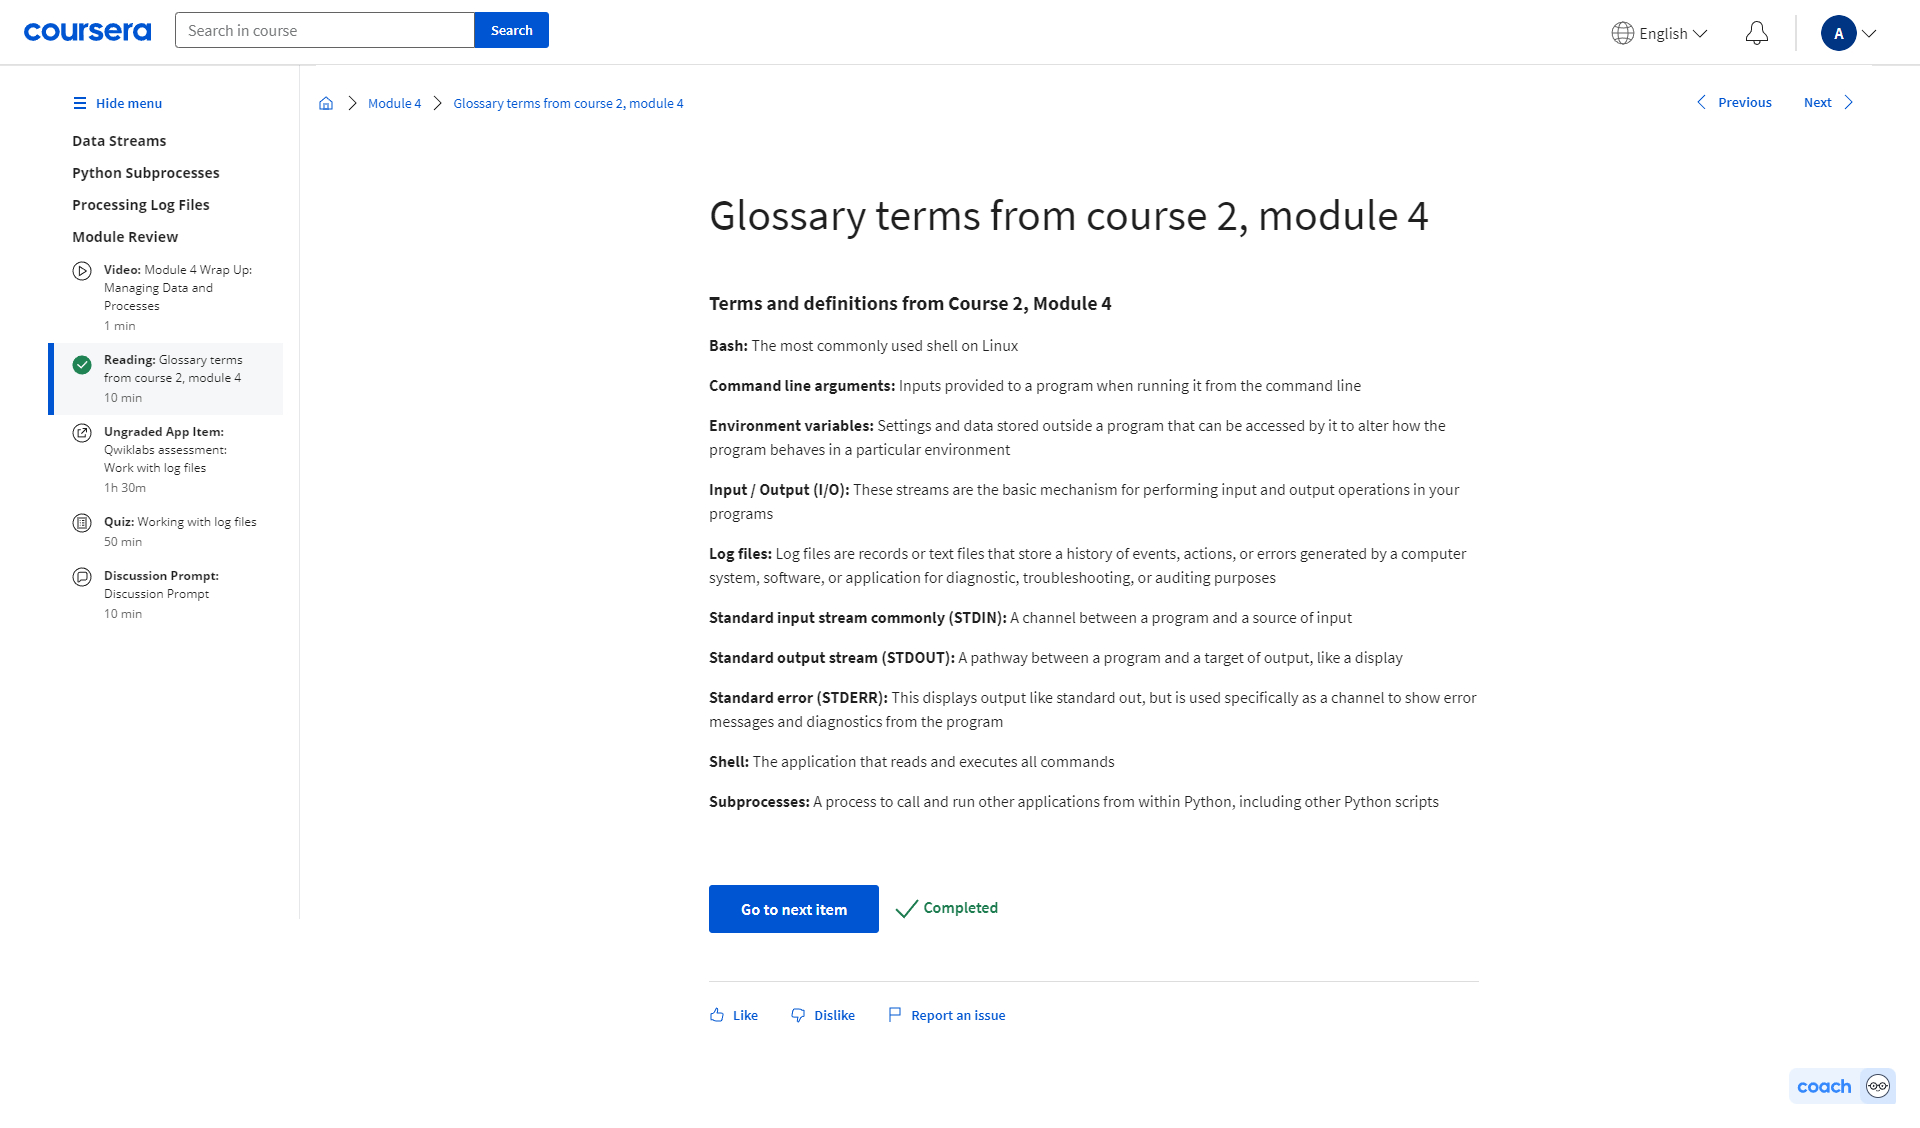 coursera
Search in course
Search
English
A
Hide menu
Data Streams
Python Subprocesses
Processing Log Files
Module Review
Video: Module 4 Wrap Up:
Managing Data and
Processes
1 min
Reading: Glossary terms
from course 2, module 4
10 min
Ungraded App Item:
Qwiklabs assessment:
Work with log files
1h 30m
Quiz: Working with log files
50 min
Discussion Prompt:
Discussion Prompt
10 min
Module 4
Glossary terms from course 2, module 4
Previous
Next
Glossary terms from course 2, module 4
Terms and definitions from Course 2, Module 4
Bash: The most commonly used shell on Linux
Command line arguments: Inputs provided to a program when running it from the command line
Environment variables: Settings and data stored outside a program that can be accessed by it to alter how the
program behaves in a particular environment
Input / Output (I/O): These streams are the basic mechanism for performing input and output operations in your
programs
Log files: Log files are records or text files that store a history of events, actions, or errors generated by a computer
system, software, or application for diagnostic, troubleshooting, or auditing purposes
Standard input stream commonly (STDIN): A channel between a program and a source of input
Standard output stream (STDOUT): A pathway between a program and a target of output, like a display
Standard error (STDERR): This displays output like standard out, but is used specifically as a channel to show error
messages and diagnostics from the program
Shell: The application that reads and executes all commands
Subprocesses: A process to call and run other applications from within Python, including other Python scripts
Go to next item
Completed
Like
Dislike
Report an issue
coach